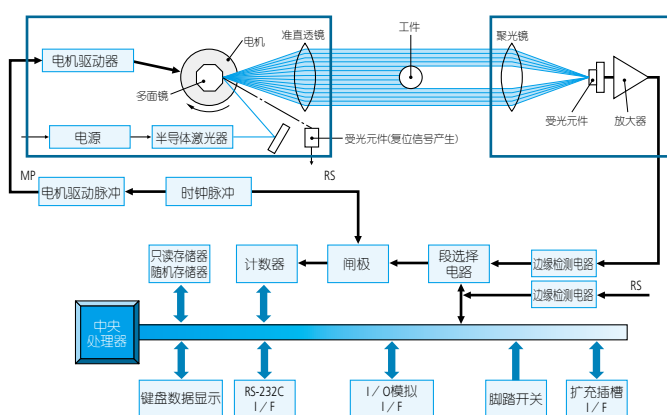 电机驱动器
电机
多面镜
准直透镜
工件
聚光镜
受光元件
放大器
电源
半导体激光器
受光元件(复位信号产生)
MP
RS
电机驱动脉冲
时钟脉冲
只读存储器
随机存储器
计数器
闸极
段选择
电路
边缘检测电路
边缘检测电路
RS
中央
处理器
键盘数据显示
RS-232C
I/F
I/O模拟
I/F
脚踏开关
扩充插槽
I/F